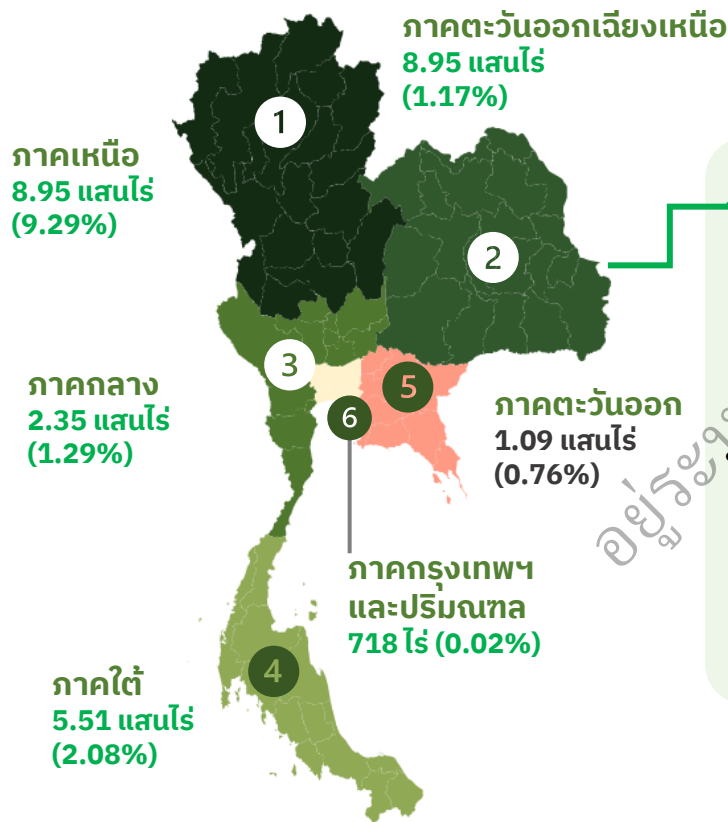 ภาคตะวันออกเฉียงเหนือ
8.95 แสนไร่
(1.17%)
1
ภาคเหนือ
8.95 แสนไร่
(9.29%)
2
3
5
ภาคกลาง
2.35 แสนไร่
(1.29%)
6
ภาคตะวันออก
1.09 แสนไร่
(0.76%)
ภาคกรุงเทพฯ
และปริมณฑล
718 ไร่ (0.02%)
4
ภาคใต้
5.51 แสนไร่
(2.08%)